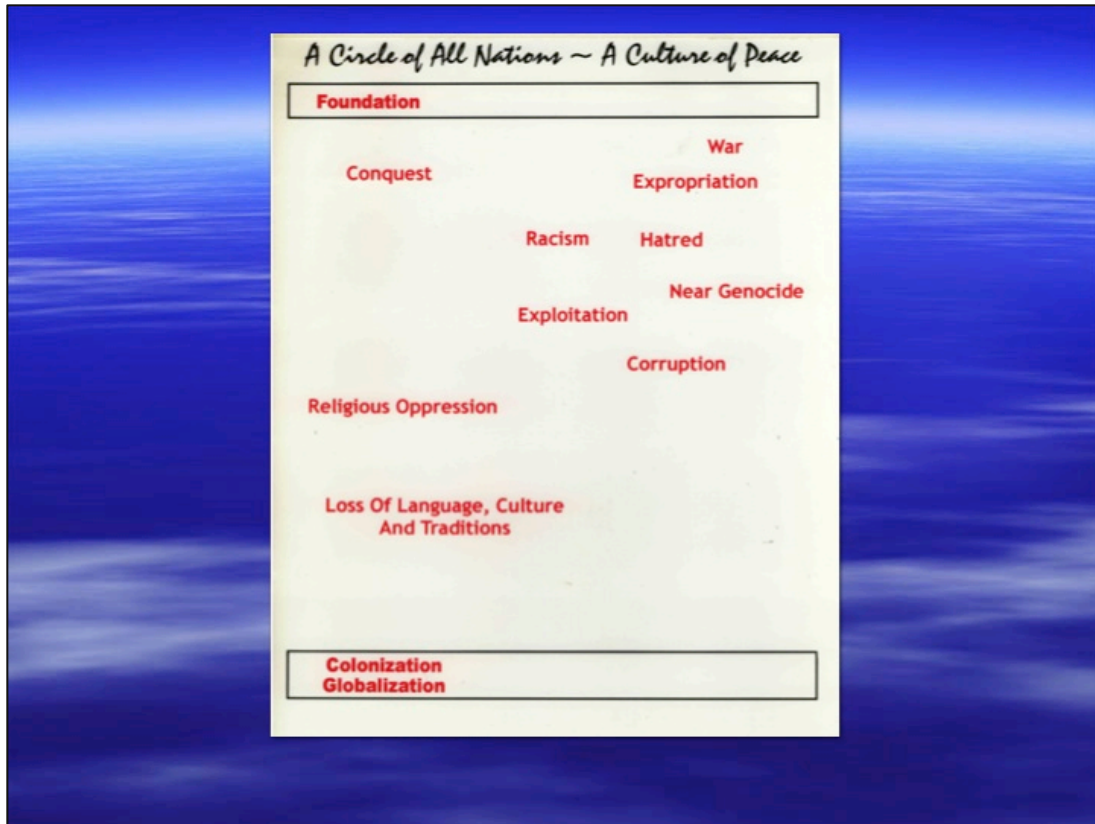 A Circle of All Nations ~ A Culture of Peace
Foundation
War
Conquest
Expropriation
Racism Hatred
Near Genocide
Exploitation
Corruption
Religious Oppression
Loss Of Language, Culture
And Traditions
Colonization
Globalization